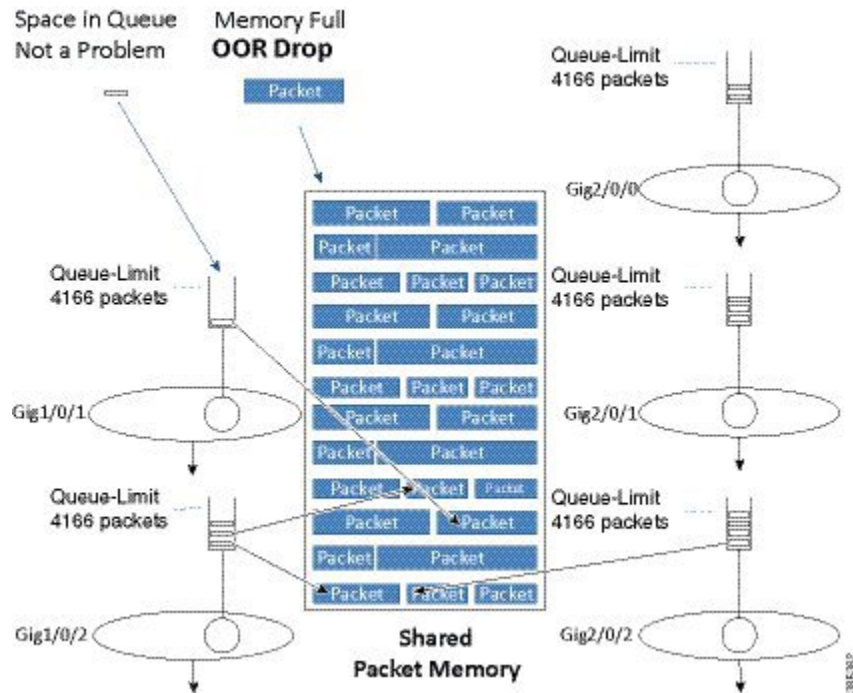 Space in Queue
Not a Problem
Memory Full
OOR Drop
Packet
Queue-Limit
4166 packets
Gig2/0/0
Packet Packet
Packet Packet
Packet Packet Packet
Packet Packet
Packet Packet
Packet Packet Packet
Packet Packet
Packet Packet
Packet Packet Packet
Packet Packet
Packet Packet
Packet Packet Packet
Queue-Limit
4166 packets
Gig1/0/1
Queue-Limit
4166 packets
Gig2/0/1
Queue-Limit
4166 packets
Gig1/0/2
Queue-Limit
4166 packets
Gig2/0/2
Shared
Packet Memory